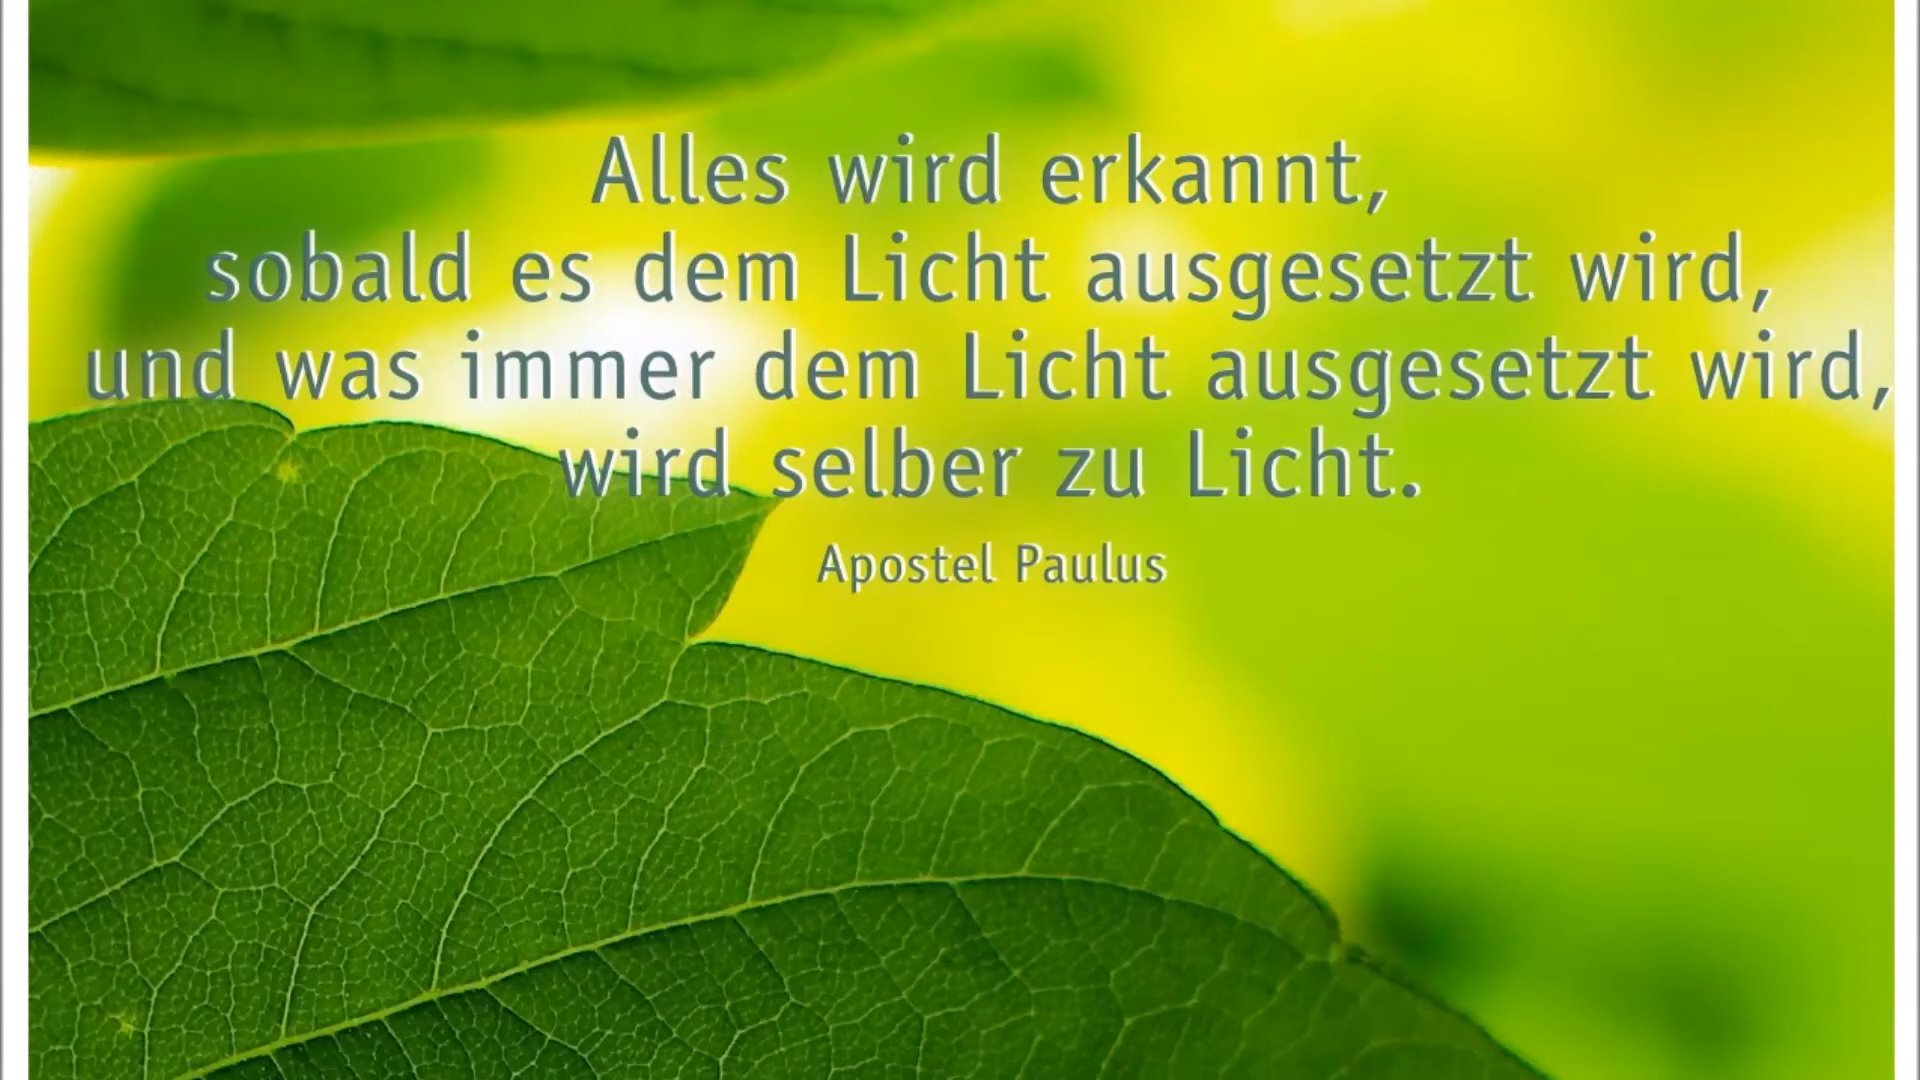 Alles wird erkannt,
sobald es dem Licht ausgesetzt wird,
und was immer dem Licht ausgesetzt wird,
wird selber zu Licht.
Apostel Paulus